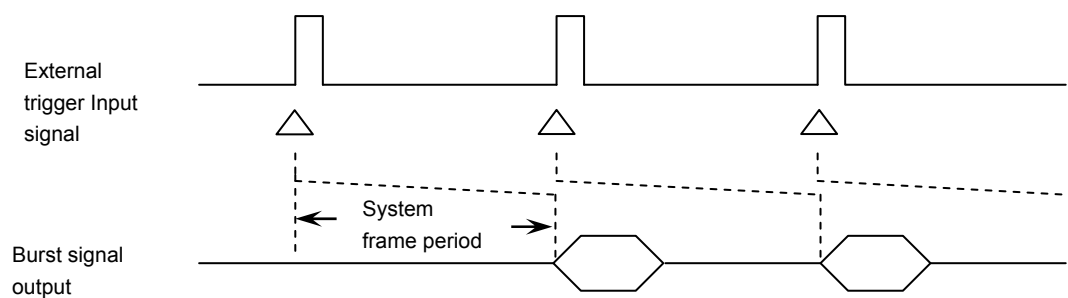 External
trigger Input
signal
System
frame period
Burst signal
output